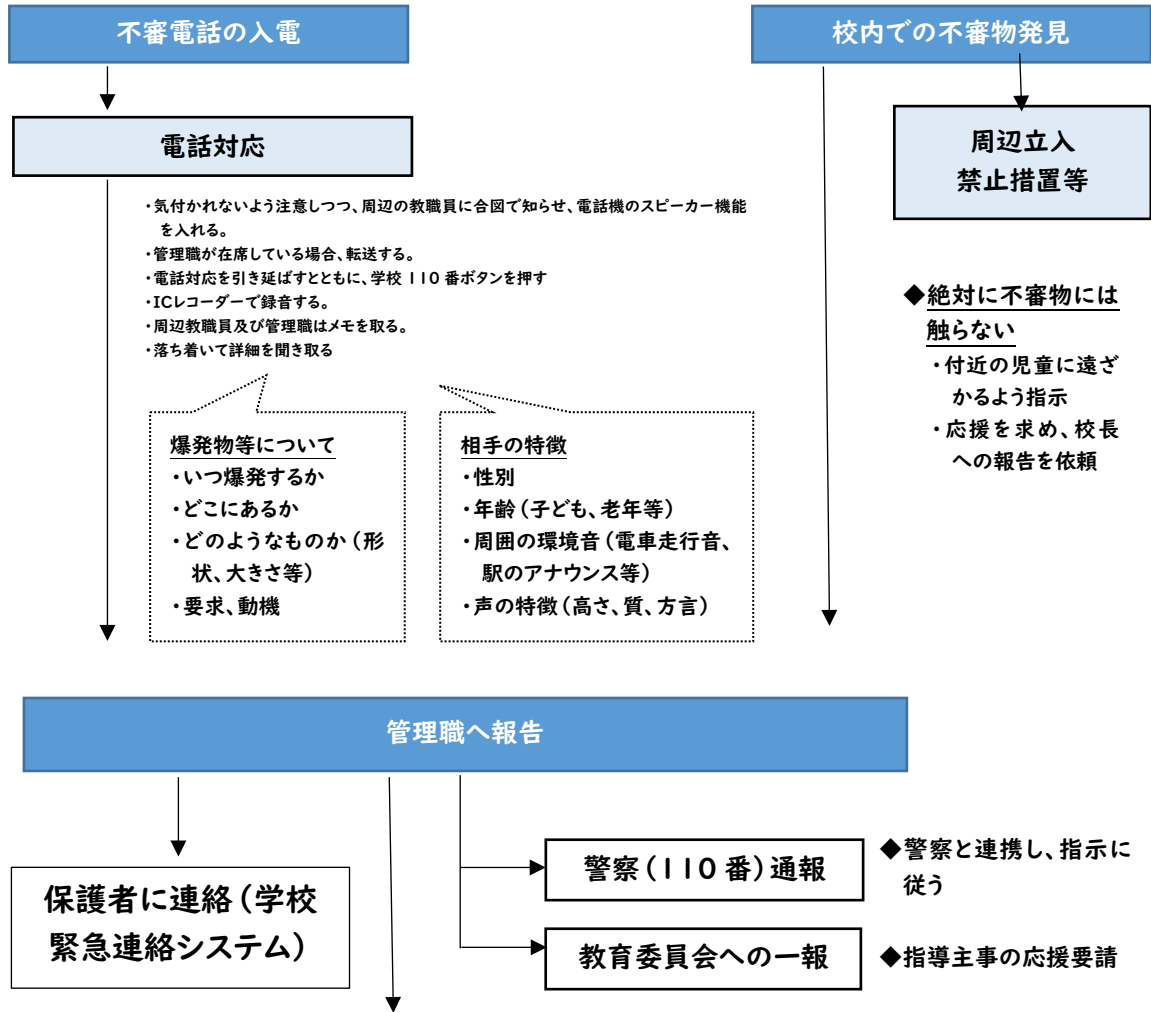 不審電話の入電
電話対応
・気付かれないよう注意しつつ、周辺の教職員に合図で知らせ、電話機のスピーカー機能
を入れる。
・管理職が在席している場合、転送する。
・電話対応を引き延ばすとともに、学校110番ボタンを押す
・ICレコーダーで録音する。
・周辺教職員及び管理職はメモを取る。
・落ち着いて詳細を聞き取る
爆発物等について
・いつ爆発するか
・どこにあるか
・どのようなものか(形
状、大きさ等)
・要求、動機
相手の特徴
・性別
・年齢(子ども、老年等)
・周囲の環境音(電車走行音、
駅のアナウンス等)
・声の特徴(高さ、質、方言)
校内での不審物発見
周辺立入
禁止措置等
◆絶対に不審物には
触らない
・付近の児童に遠ざ
かるよう指示
・応援を求め、校長
への報告を依頼
管理職へ報告
保護者に連絡(学校
緊急連絡システム)
警察(110番)通報
◆警察と連携し、指示に
従う
教育委員会への一報
◆指導主事の応援要請